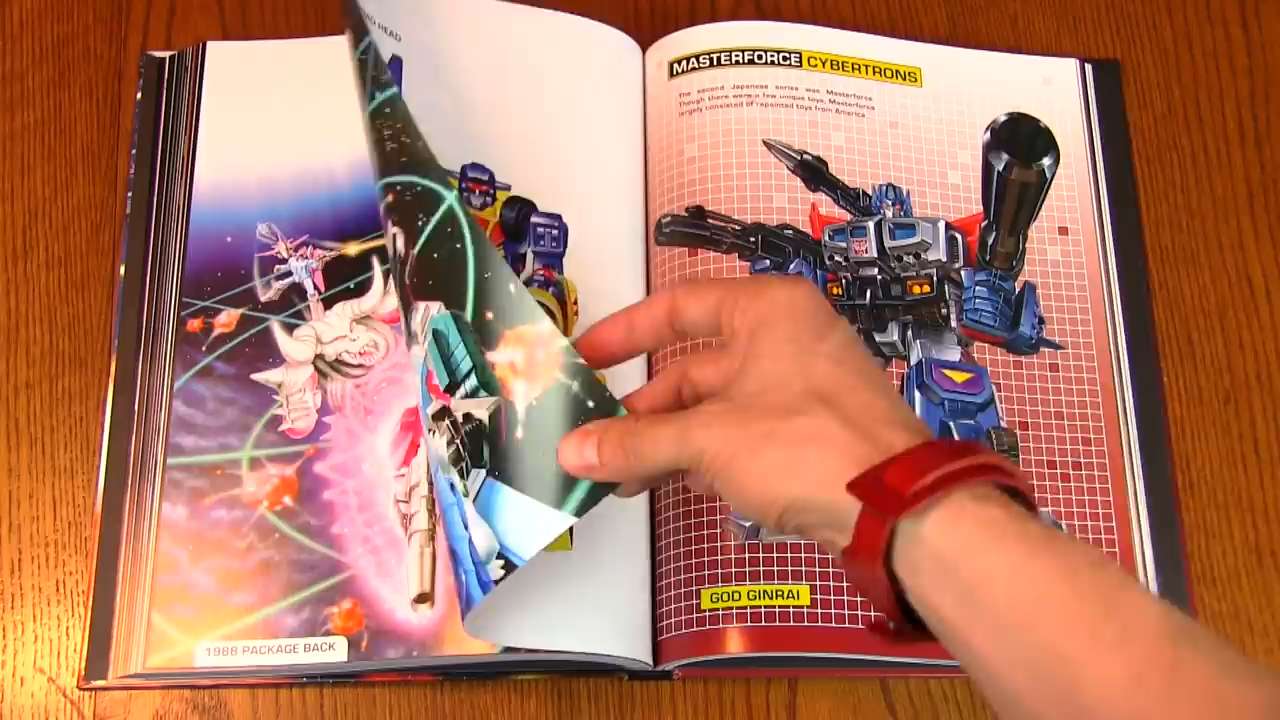 HEAD
MASTERFORCE CYBERTRONS
The second Japanese series was Masterforce.
Though there were a few unique toys, Masterforce
largely consisted of repainted toys from America
GOD GINRAI
1988 PACKAGE BACK